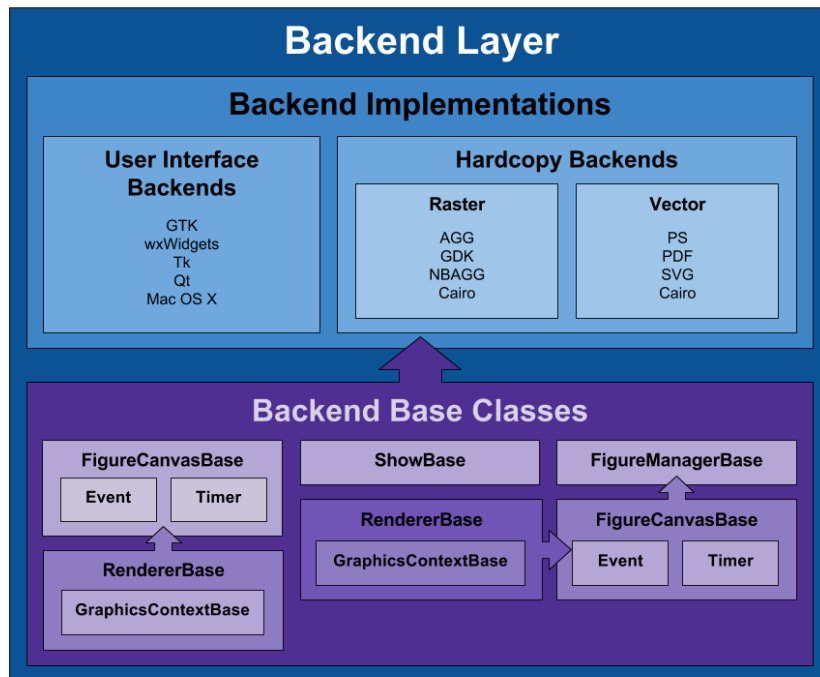 Backend Layer
Backend Implementations
User Interface
Backends
GTK
wxWidgets
Tk
Qt
Mac OS X
Hardcopy Backends
Raster
AGG
GDK
NBAGG
Cairo
Vector
PS
PDF
SVG
Cairo
Backend Base Classes
FigureCanvasBase
Event
Timer
RendererBase
GraphicsContextBase
ShowBase
RendererBase
GraphicsContextBase
FigureManagerBase
FigureCanvasBase
Event
Timer